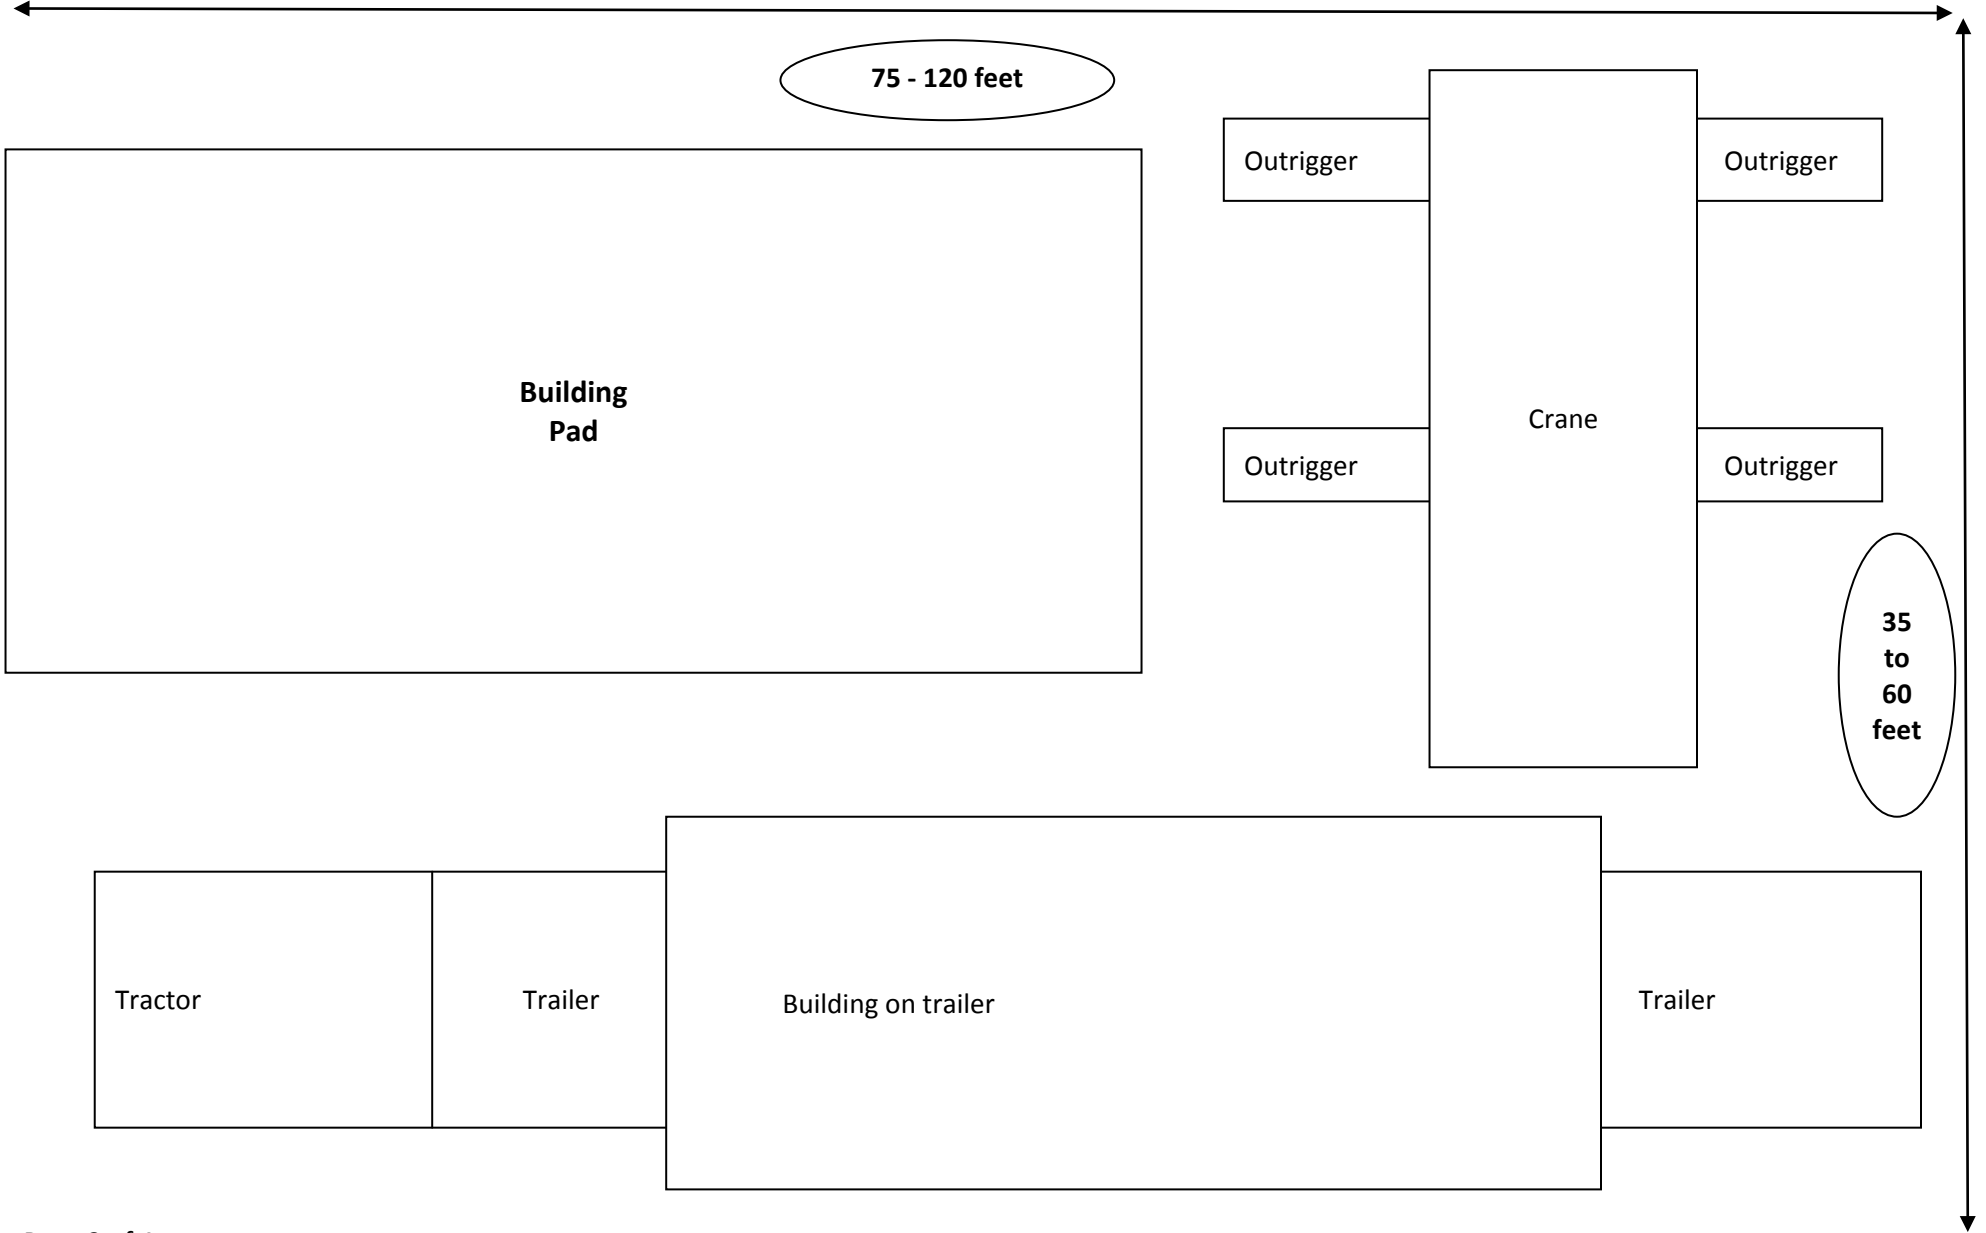 75 - 120 feet
Outrigger
Outrigger
Building
Pad
Crane
Outrigger
Outrigger
35
to
60
feet
Tractor
Trailer
Building on trailer
Trailer